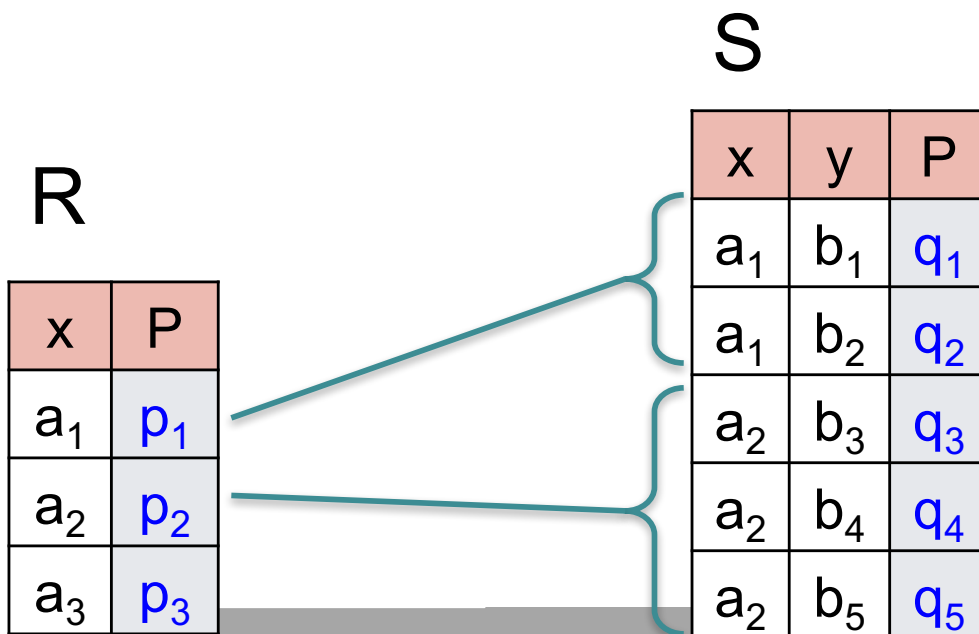 R
x P
a₁ p₁
a₂ p₂
a₃ p₃
S
x y P
a₁ b₁ q₁
a₁ b₂ q₂
a₂ b₃ q₃
a₂ b₄ q₄
a₂ b₅ q₅